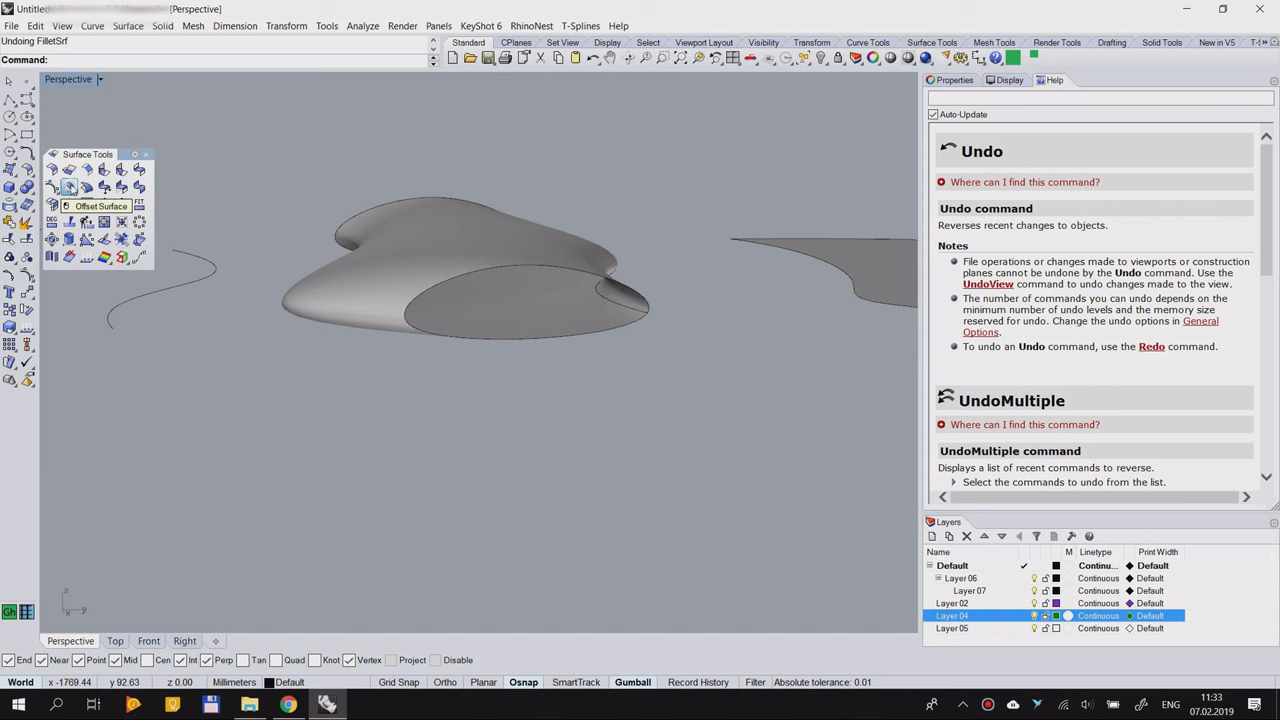 Untitled [Perspective]
File Edit View Curve Surface Solid Mesh Dimension Transform Tools Analyze Render Panels KeyShot 6 RhinoNest T-Splines Help
Undoing FilletSrf
Command:
Standard CPlanes Set View Display Select Viewport Layout Visibility Transform Curve Tools Surface Tools Mesh Tools Render Tools Drafting Solid Tools New in V5
Perspective
Properties Display Help
Auto-Update
Surface Tools
Offset Surface
FIT
DEG
Undo
Where can I find this command?
Undo command
Reverses recent changes to objects.
Notes
File operations or changes made to viewports or construction
planes cannot be undone by the Undo command. Use the
UndoView command to undo changes made to the view.
The number of commands you can undo depends on the
minimum number of undo levels and the memory size
reserved for undo. Change the undo options in General
Options.
To undo an Undo command, use the Redo command.
UndoMultiple
Where can I find this command?
UndoMultiple command
Displays a list of recent commands to reverse.
Select the commands to undo from the list.
Layers
Name M Linetype Print Width
Default Continu... Default
Layer 06 Continuous Default
Layer 07 Continuous Default
Layer 02 Continuous Default
Layer 04 Continuous Default
Layer 05 Continuous Default
z
x y
Gh
Perspective Top Front Right
End Near Point Mid Cen Int Perp Tan Quad Knot Vertex Project Disable
World x -1769.44 y 92.63 z 0.00 Millimeters Default Grid Snap Ortho Planar Osnap SmartTrack Gumball Record History Filter Absolute tolerance: 0.01
ENG
11:33
07.02.2019